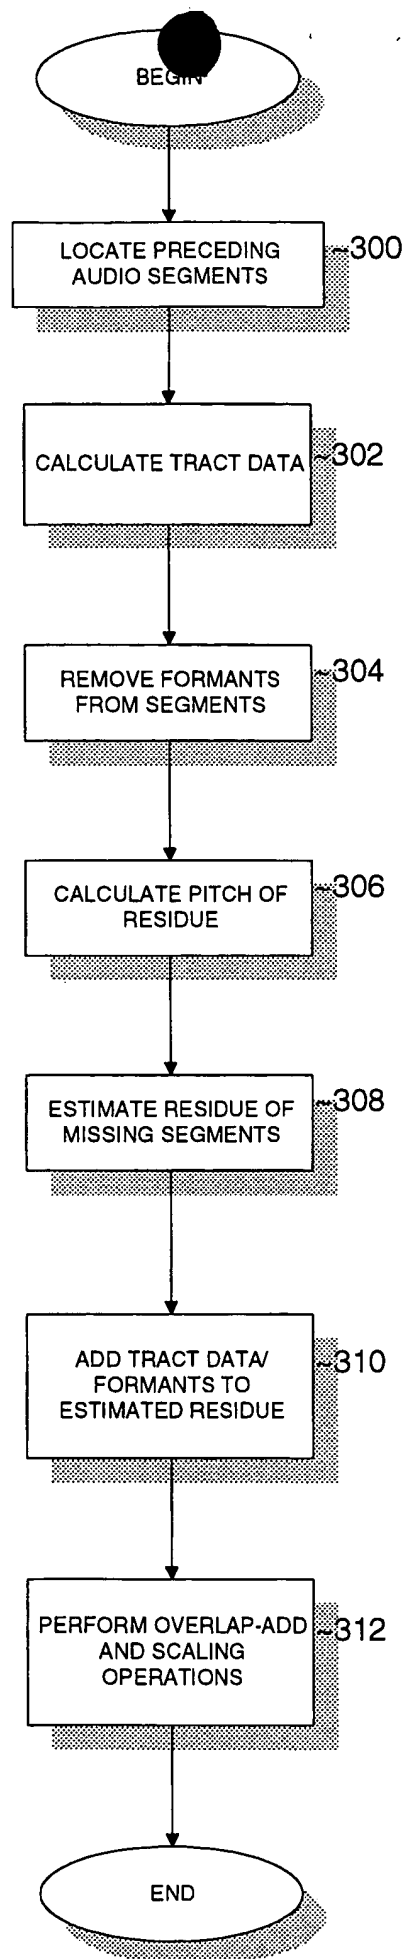 BEGIN
LOCATE PRECEDING
AUDIO SEGMENTS
~300
CALCULATE TRACT DATA
~302
REMOVE FORMANTS
FROM SEGMENTS
~304
CALCULATE PITCH OF
RESIDUE
~306
ESTIMATE RESIDUE OF
MISSING SEGMENTS
~308
ADD TRACT DATA/
FORMANTS TO
ESTIMATED RESIDUE
~310
PERFORM OVERLAP-ADD
AND SCALING
OPERATIONS
~312
END